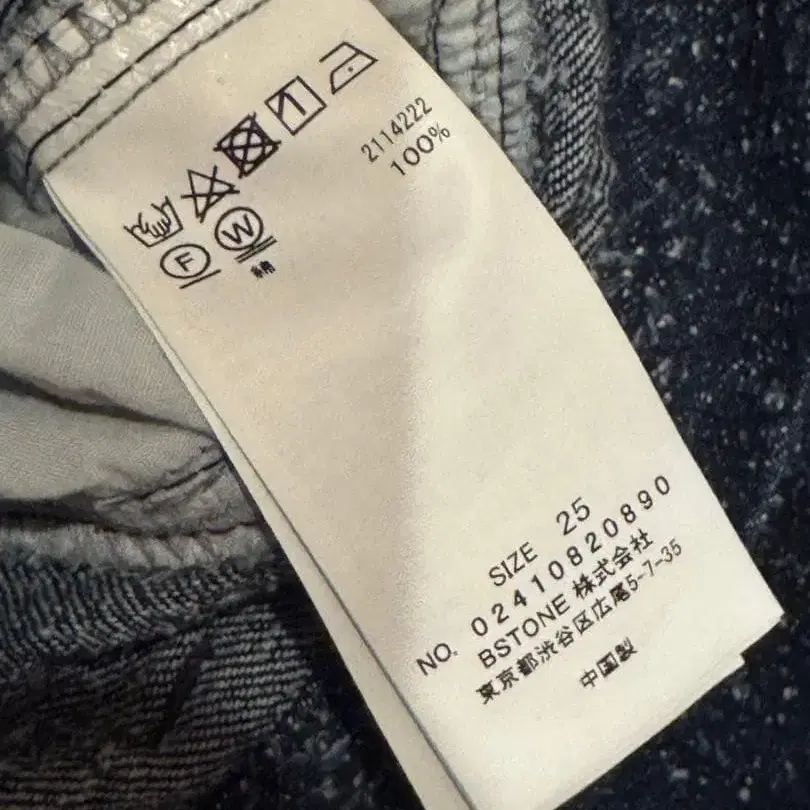 2114222
100%
F
W
綿
SIZE 25
NO. 02410820890
BSTONE 株式会社
東京都渋谷区広尾5-7-35
中国製